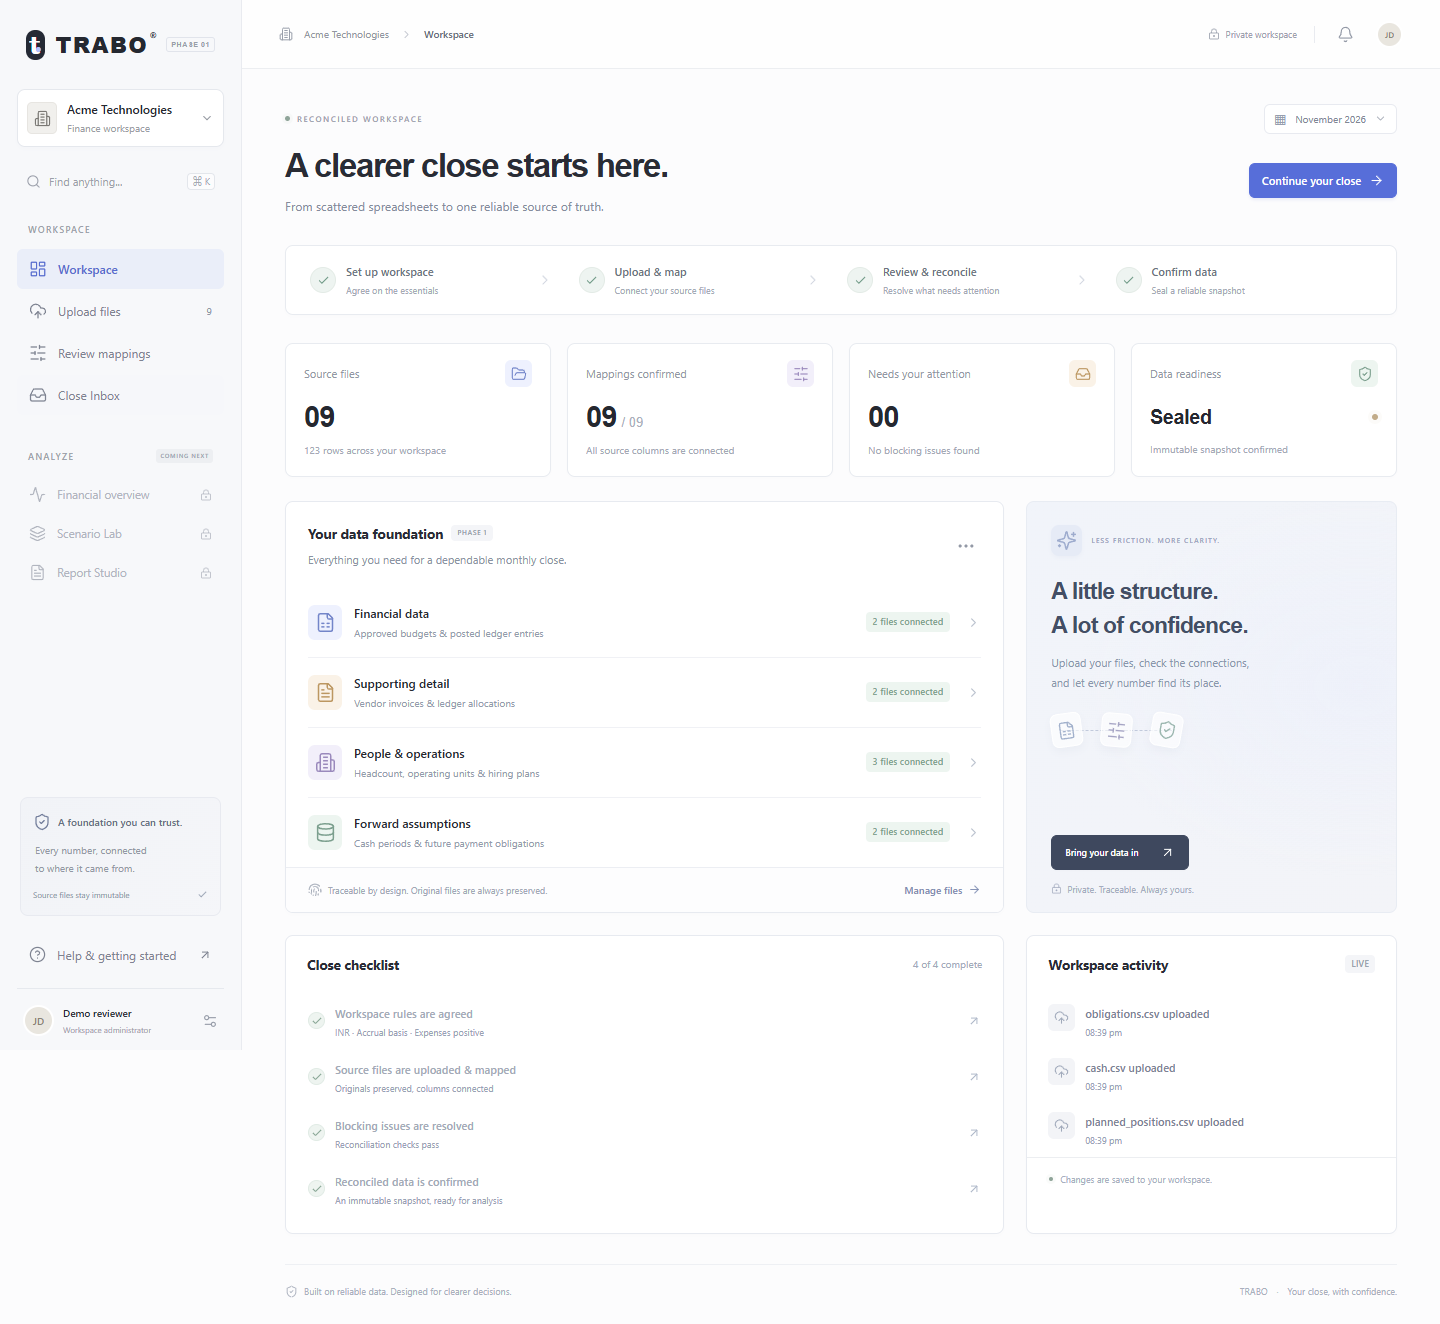 TRABO®
PHASE 01
Acme Technologies
Finance workspace
Find anything...
⌘ K
WORKSPACE
Workspace
Upload files
9
Review mappings
Close Inbox
ANALYZE
COMING NEXT
Financial overview
Scenario Lab
Report Studio
A foundation you can trust.
Every number, connected
to where it came from.
Source files stay immutable
Help & getting started
JD
Demo reviewer
Workspace administrator
Acme Technologies
Workspace
Private workspace
JD
RECONCILED WORKSPACE
November 2026
A clearer close starts here.
Continue your close
From scattered spreadsheets to one reliable source of truth.
Set up workspace
Agree on the essentials
Upload & map
Connect your source files
Review & reconcile
Resolve what needs attention
Confirm data
Seal a reliable snapshot
Source files
09
123 rows across your workspace
Mappings confirmed
09 / 09
All source columns are connected
Needs your attention
00
No blocking issues found
Data readiness
Sealed
Immutable snapshot confirmed
Your data foundation
PHASE 1
Everything you need for a dependable monthly close.
Financial data
Approved budgets & posted ledger entries
2 files connected
Supporting detail
Vendor invoices & ledger allocations
2 files connected
People & operations
Headcount, operating units & hiring plans
3 files connected
Forward assumptions
Cash periods & future payment obligations
2 files connected
Traceable by design. Original files are always preserved.
Manage files
LESS FRICTION. MORE CLARITY.
A little structure.
A lot of confidence.
Upload your files, check the connections,
and let every number find its place.
Bring your data in
Private. Traceable. Always yours.
Close checklist
4 of 4 complete
Workspace rules are agreed
INR · Accrual basis · Expenses positive
Source files are uploaded & mapped
Originals preserved, columns connected
Blocking issues are resolved
Reconciliation checks pass
Reconciled data is confirmed
An immutable snapshot, ready for analysis
Workspace activity
LIVE
obligations.csv uploaded
08:39 pm
cash.csv uploaded
08:39 pm
planned_positions.csv uploaded
08:39 pm
Changes are saved to your workspace.
Built on reliable data. Designed for clearer decisions.
TRABO · Your close, with confidence.